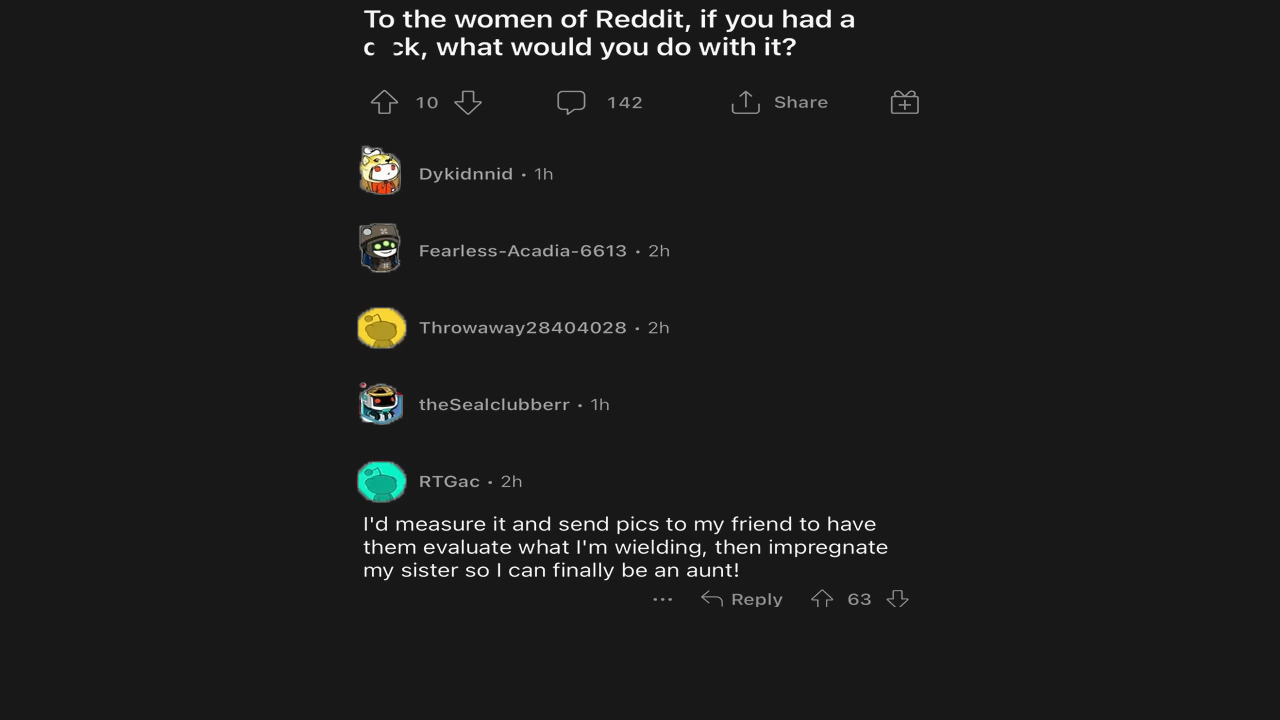 To the women of Reddit, if you had a
c ck, what would you do with it?
10
142
Share
Dykidnnid • 1h
Fearless-Acadia-6613 • 2h
Throwaway28404028 • 2h
theSealclubberr • 1h
RTGac • 2h
I'd measure it and send pics to my friend to have
them evaluate what I'm wielding, then impregnate
my sister so I can finally be an aunt!
... Reply 63